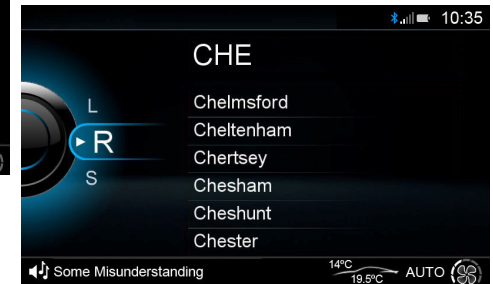 10:35
CHE
L
R
S
Chelmsford
Cheltenham
Chertsey
Chesham
Cheshunt
Chester
Some Misunderstanding
14ºC
19.5ºC
AUTO